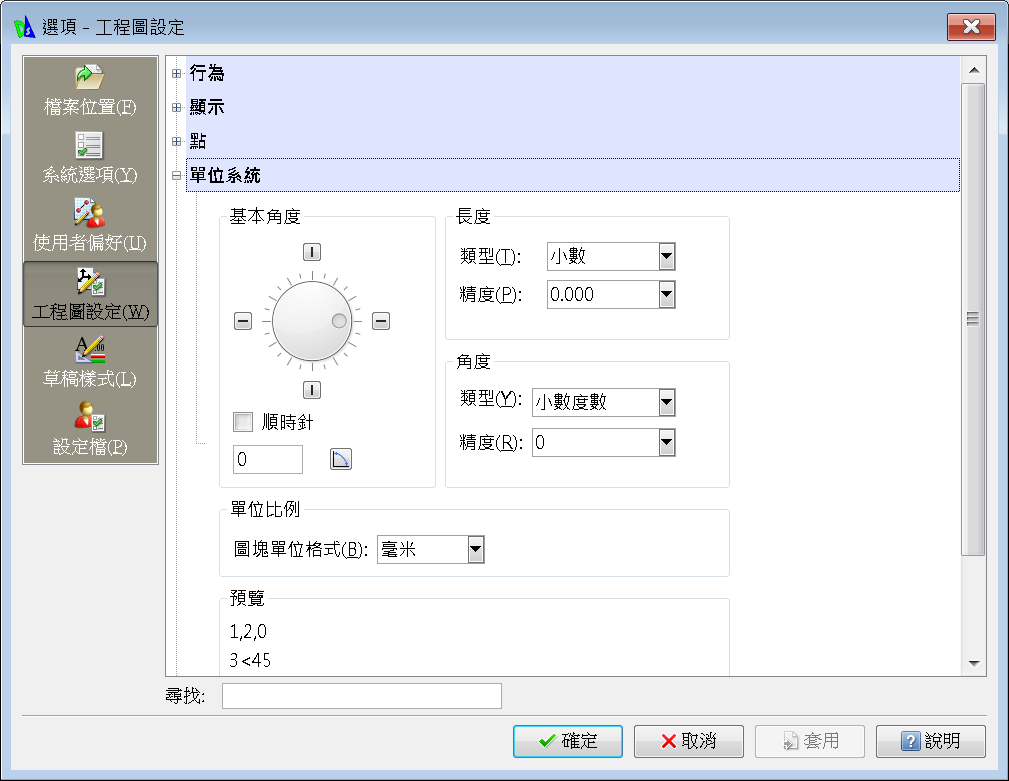 選項 - 工程圖設定
檔案位置(F)
系統選項(Y)
使用者偏好(U)
工程圖設定(W)
草稿樣式(L)
設定檔(P)
行為
顯示
點
單位系統
基本角度
順時針
0
長度
類型(T): 小數
精度(P): 0.000
角度
類型(Y): 小數度數
精度(R): 0
單位比例
圖塊單位格式(B): 毫米
預覽
1,2,0
3<45
尋找:
確定 取消 套用 說明